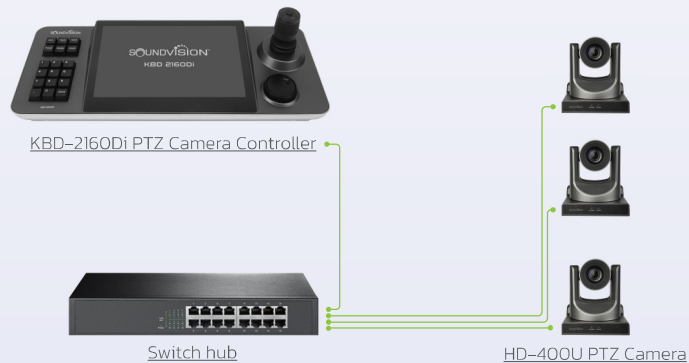 SOUNDVISION
KBD 2160Di
KBD-2160Di PTZ Camera Controller
Switch hub
HD-400U PTZ Camera